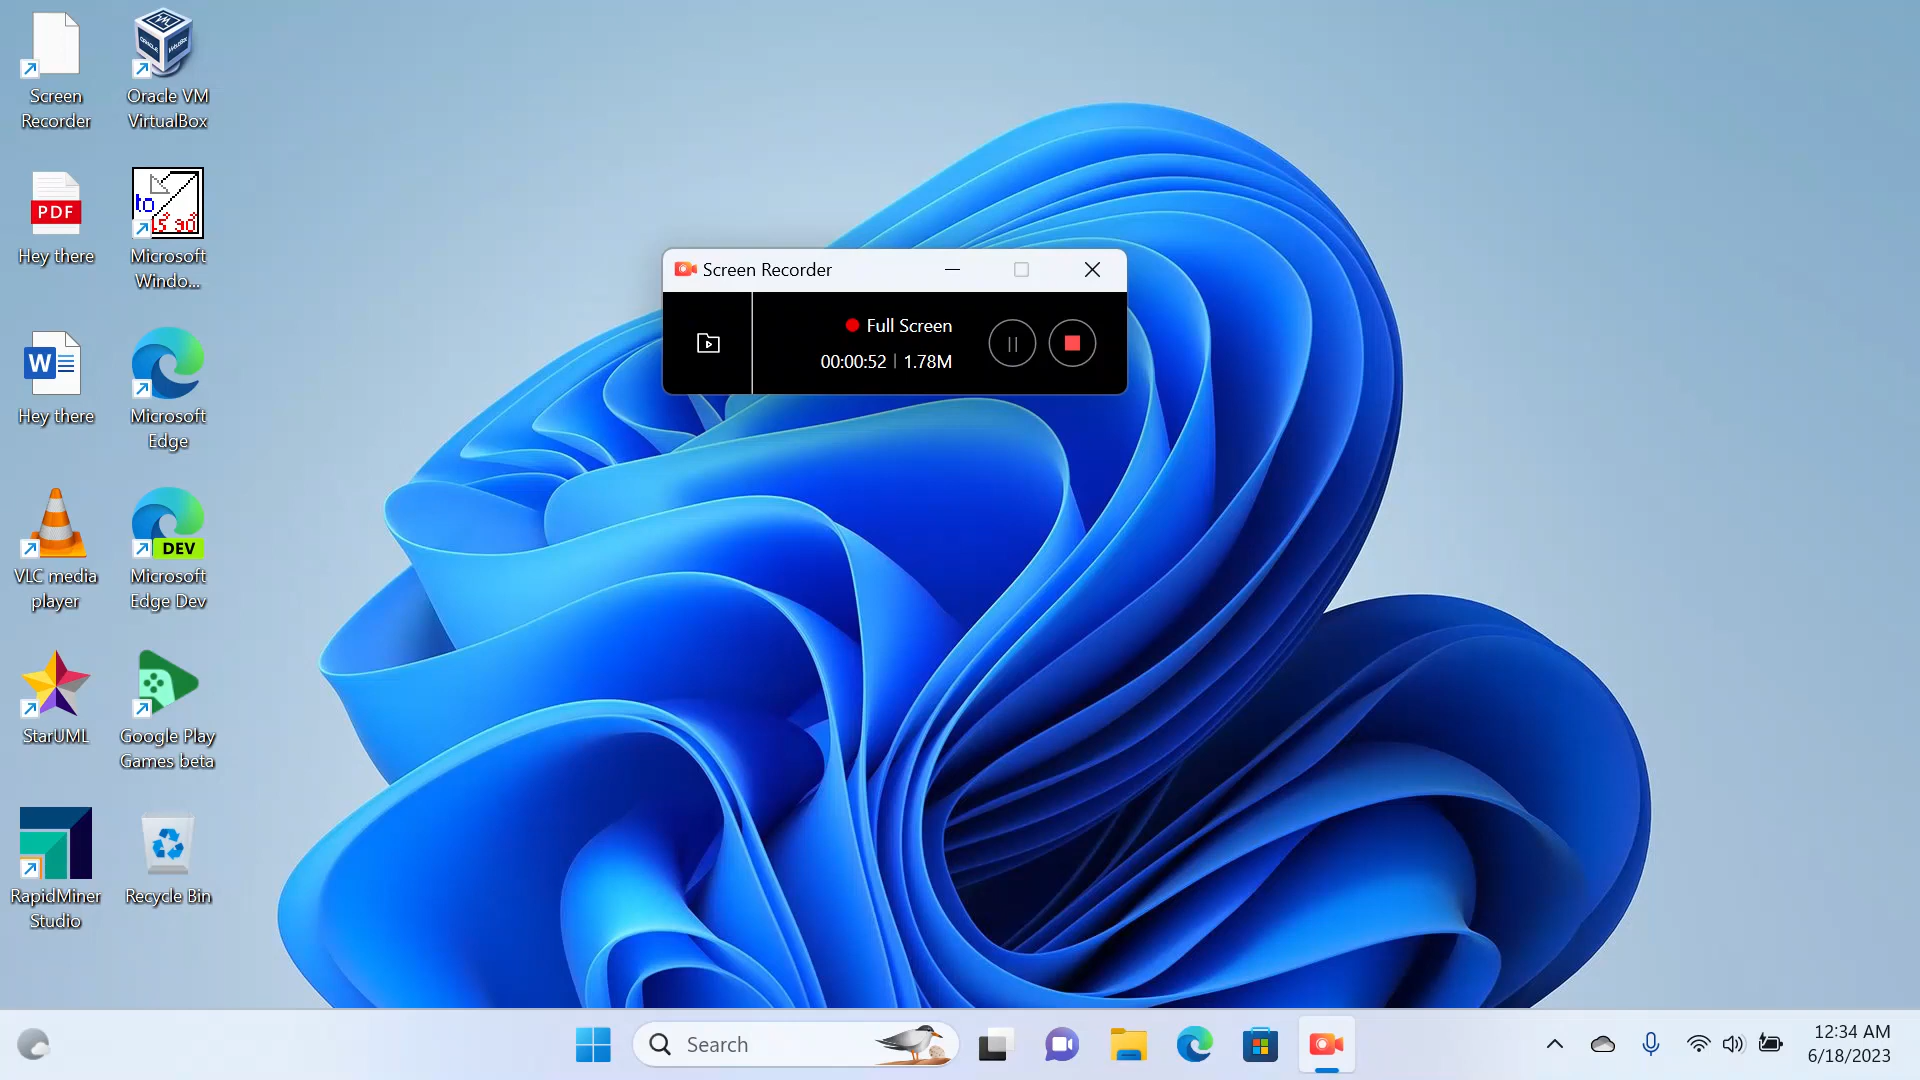 Screen
Recorder
Oracle VM
VirtualBox
PDF
Hey there
to
Microsoft
Windo...
W
Hey there
Microsoft
Edge
VLC media
player
DEV
Microsoft
Edge Dev
StarUML
Google Play
Games beta
RapidMiner
Studio
Recycle Bin
Screen Recorder
Full Screen
00:00:52 | 1.78M
Search
12:34 AM
6/18/2023